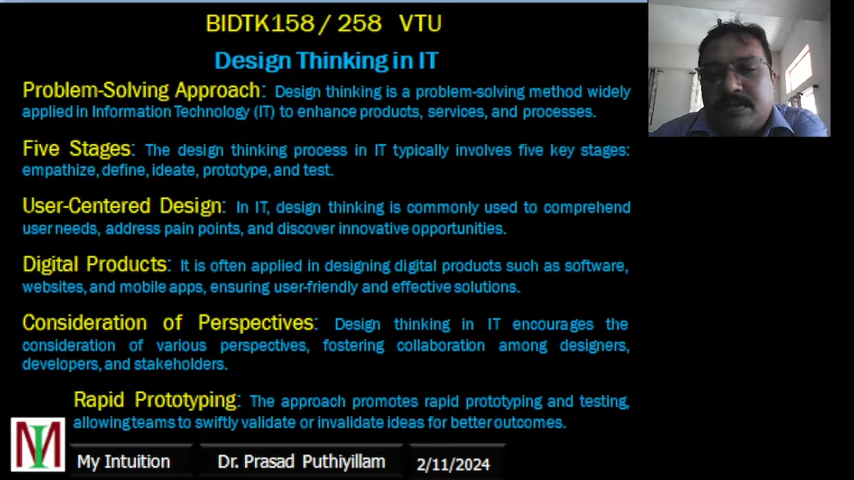 BIDTK158 / 258 VTU
Design Thinking in IT
Problem-Solving Approach: Design thinking is a problem-solving method widely
applied in Information Technology (IT) to enhance products, services, and processes.
Five Stages: The design thinking process in IT typically involves five key stages:
empathize, define, ideate, prototype, and test.
User-Centered Design: In IT, design thinking is commonly used to comprehend
user needs, address pain points, and discover innovative opportunities.
Digital Products: It is often applied in designing digital products such as software,
websites, and mobile apps, ensuring user-friendly and effective solutions.
Consideration of Perspectives: Design thinking in IT encourages the
consideration of various perspectives, fostering collaboration among designers,
developers, and stakeholders.
Rapid Prototyping: The approach promotes rapid prototyping and testing,
allowing teams to swiftly validate or invalidate ideas for better outcomes.
MI
My Intuition
Dr. Prasad Puthiyillam
2/11/2024